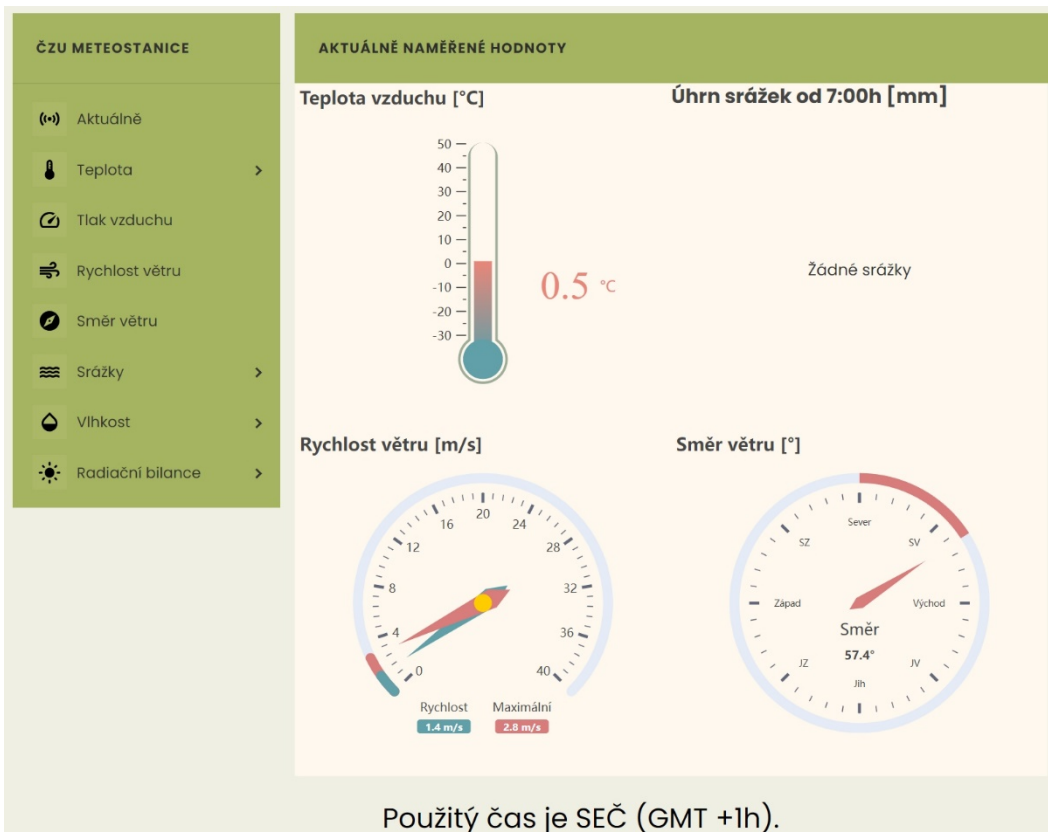 ČZU METEOSTANICE
Aktuálně
Teplota
Tlak vzduchu
Rychlost větru
Směr větru
Srážky
Vlhkost
Radiační bilance
AKTUÁLNĚ NAMĚŘENÉ HODNOTY
Teplota vzduchu [°C]
50
40
30
20
10
0
-10
-20
-30
0.5 °C
Úhrn srážek od 7:00h [mm]
Žádné srážky
Rychlost větru [m/s]
0
4
8
12
16
20
24
28
32
36
40
Rychlost Maximální
1.4 m/s 2.8 m/s
Směr větru [°]
Sever
SZ SV
Západ Východ
Směr
57.4°
JZ JV
Jih
Použitý čas je SEČ (GMT +1h).